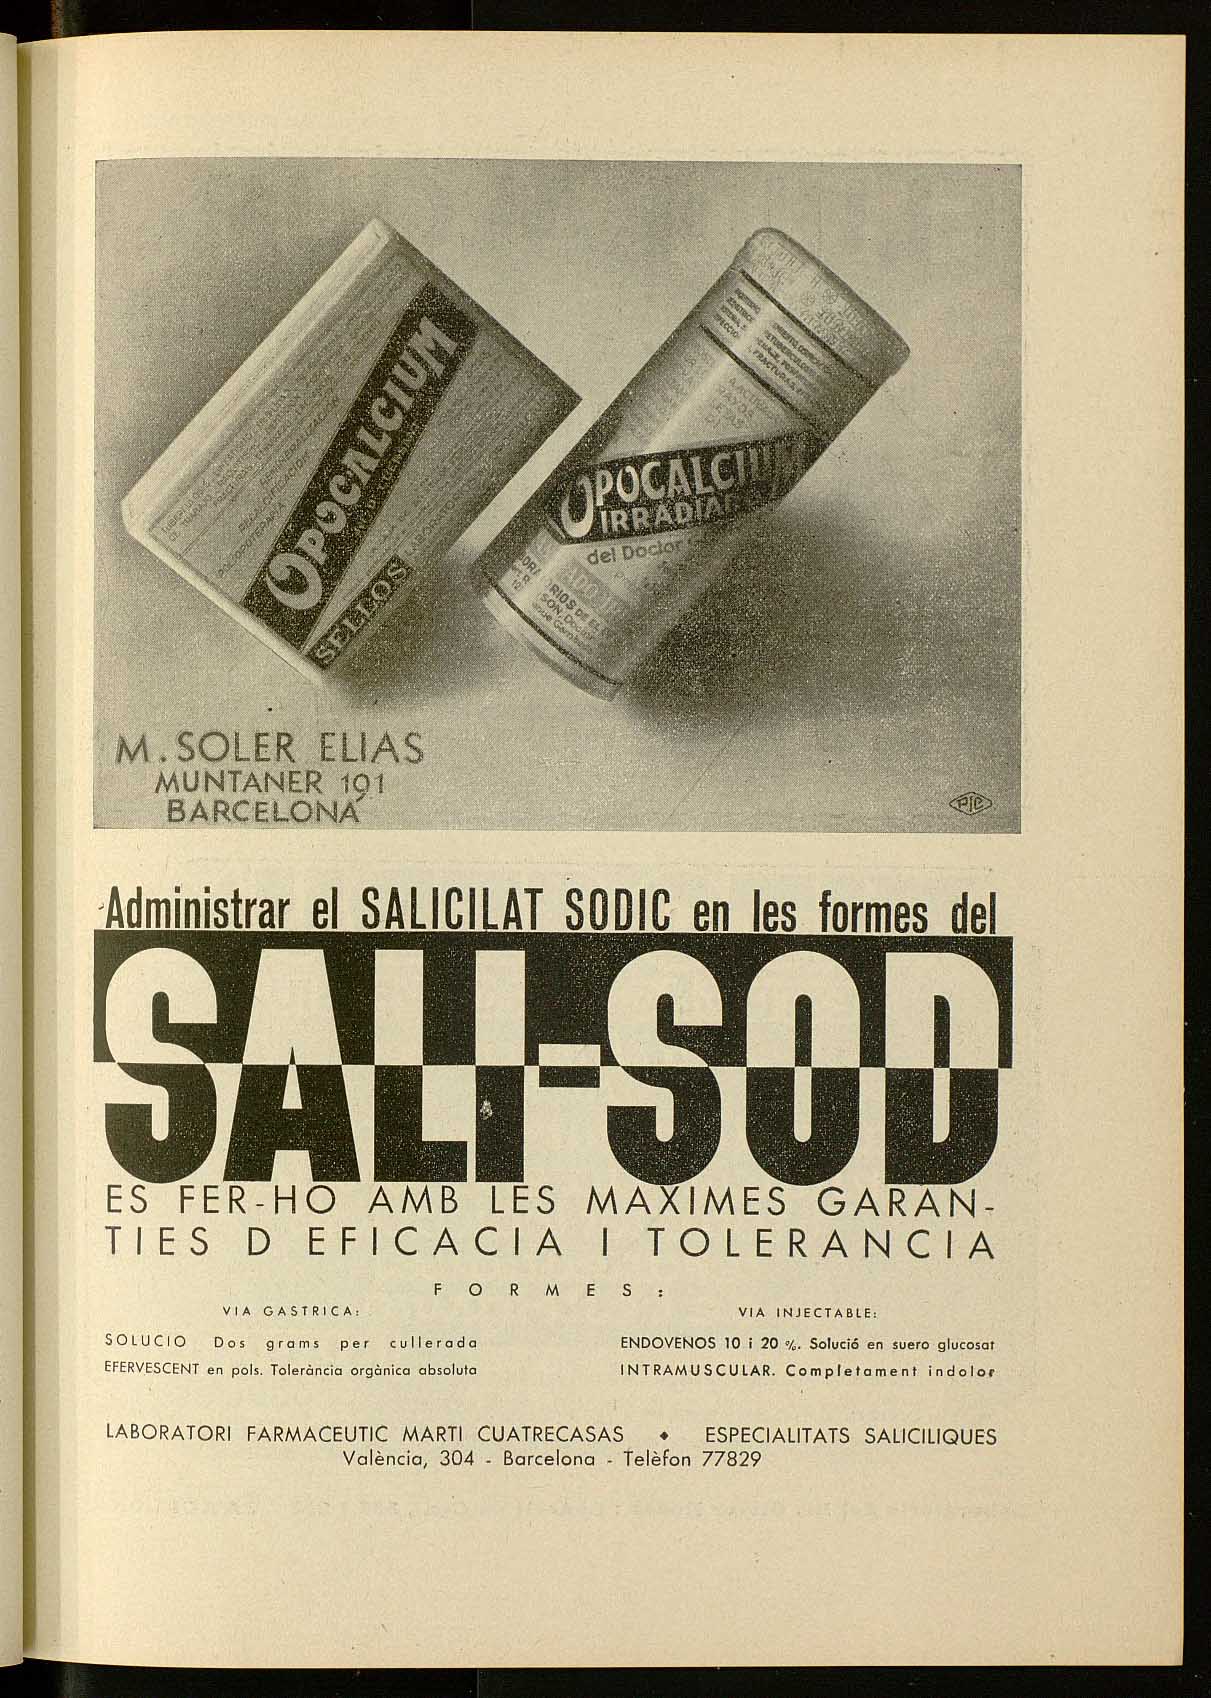 OPOCALCIUM
SELLOS
OPOCALCIUM
del Doctor
M. SOLER ELIAS
MUNTANER 191
BARCELONA
PIC
Administrar el SALICILAT SODIC en les formes del
SALI-SOD
ES FER-HO AMB LES MAXIMES GARAN-
TIES D EFICACIA I TOLERANCIA
FORMES:
VIA GASTRICA:
SOLUCIO Dos grams per cullerada
EFERVESCENT en pols. Tolerància orgànica absoluta
VIA INJECTABLE:
ENDOVENOS 10 i 20 %. Solució en suero glucosat
INTRAMUSCULAR. Completament indolor
LABORATORI FARMACEUTIC MARTI CUATRECASAS ♦ ESPECIALITATS SALICILIQUES
València, 304 - Barcelona - Telèfon 77829